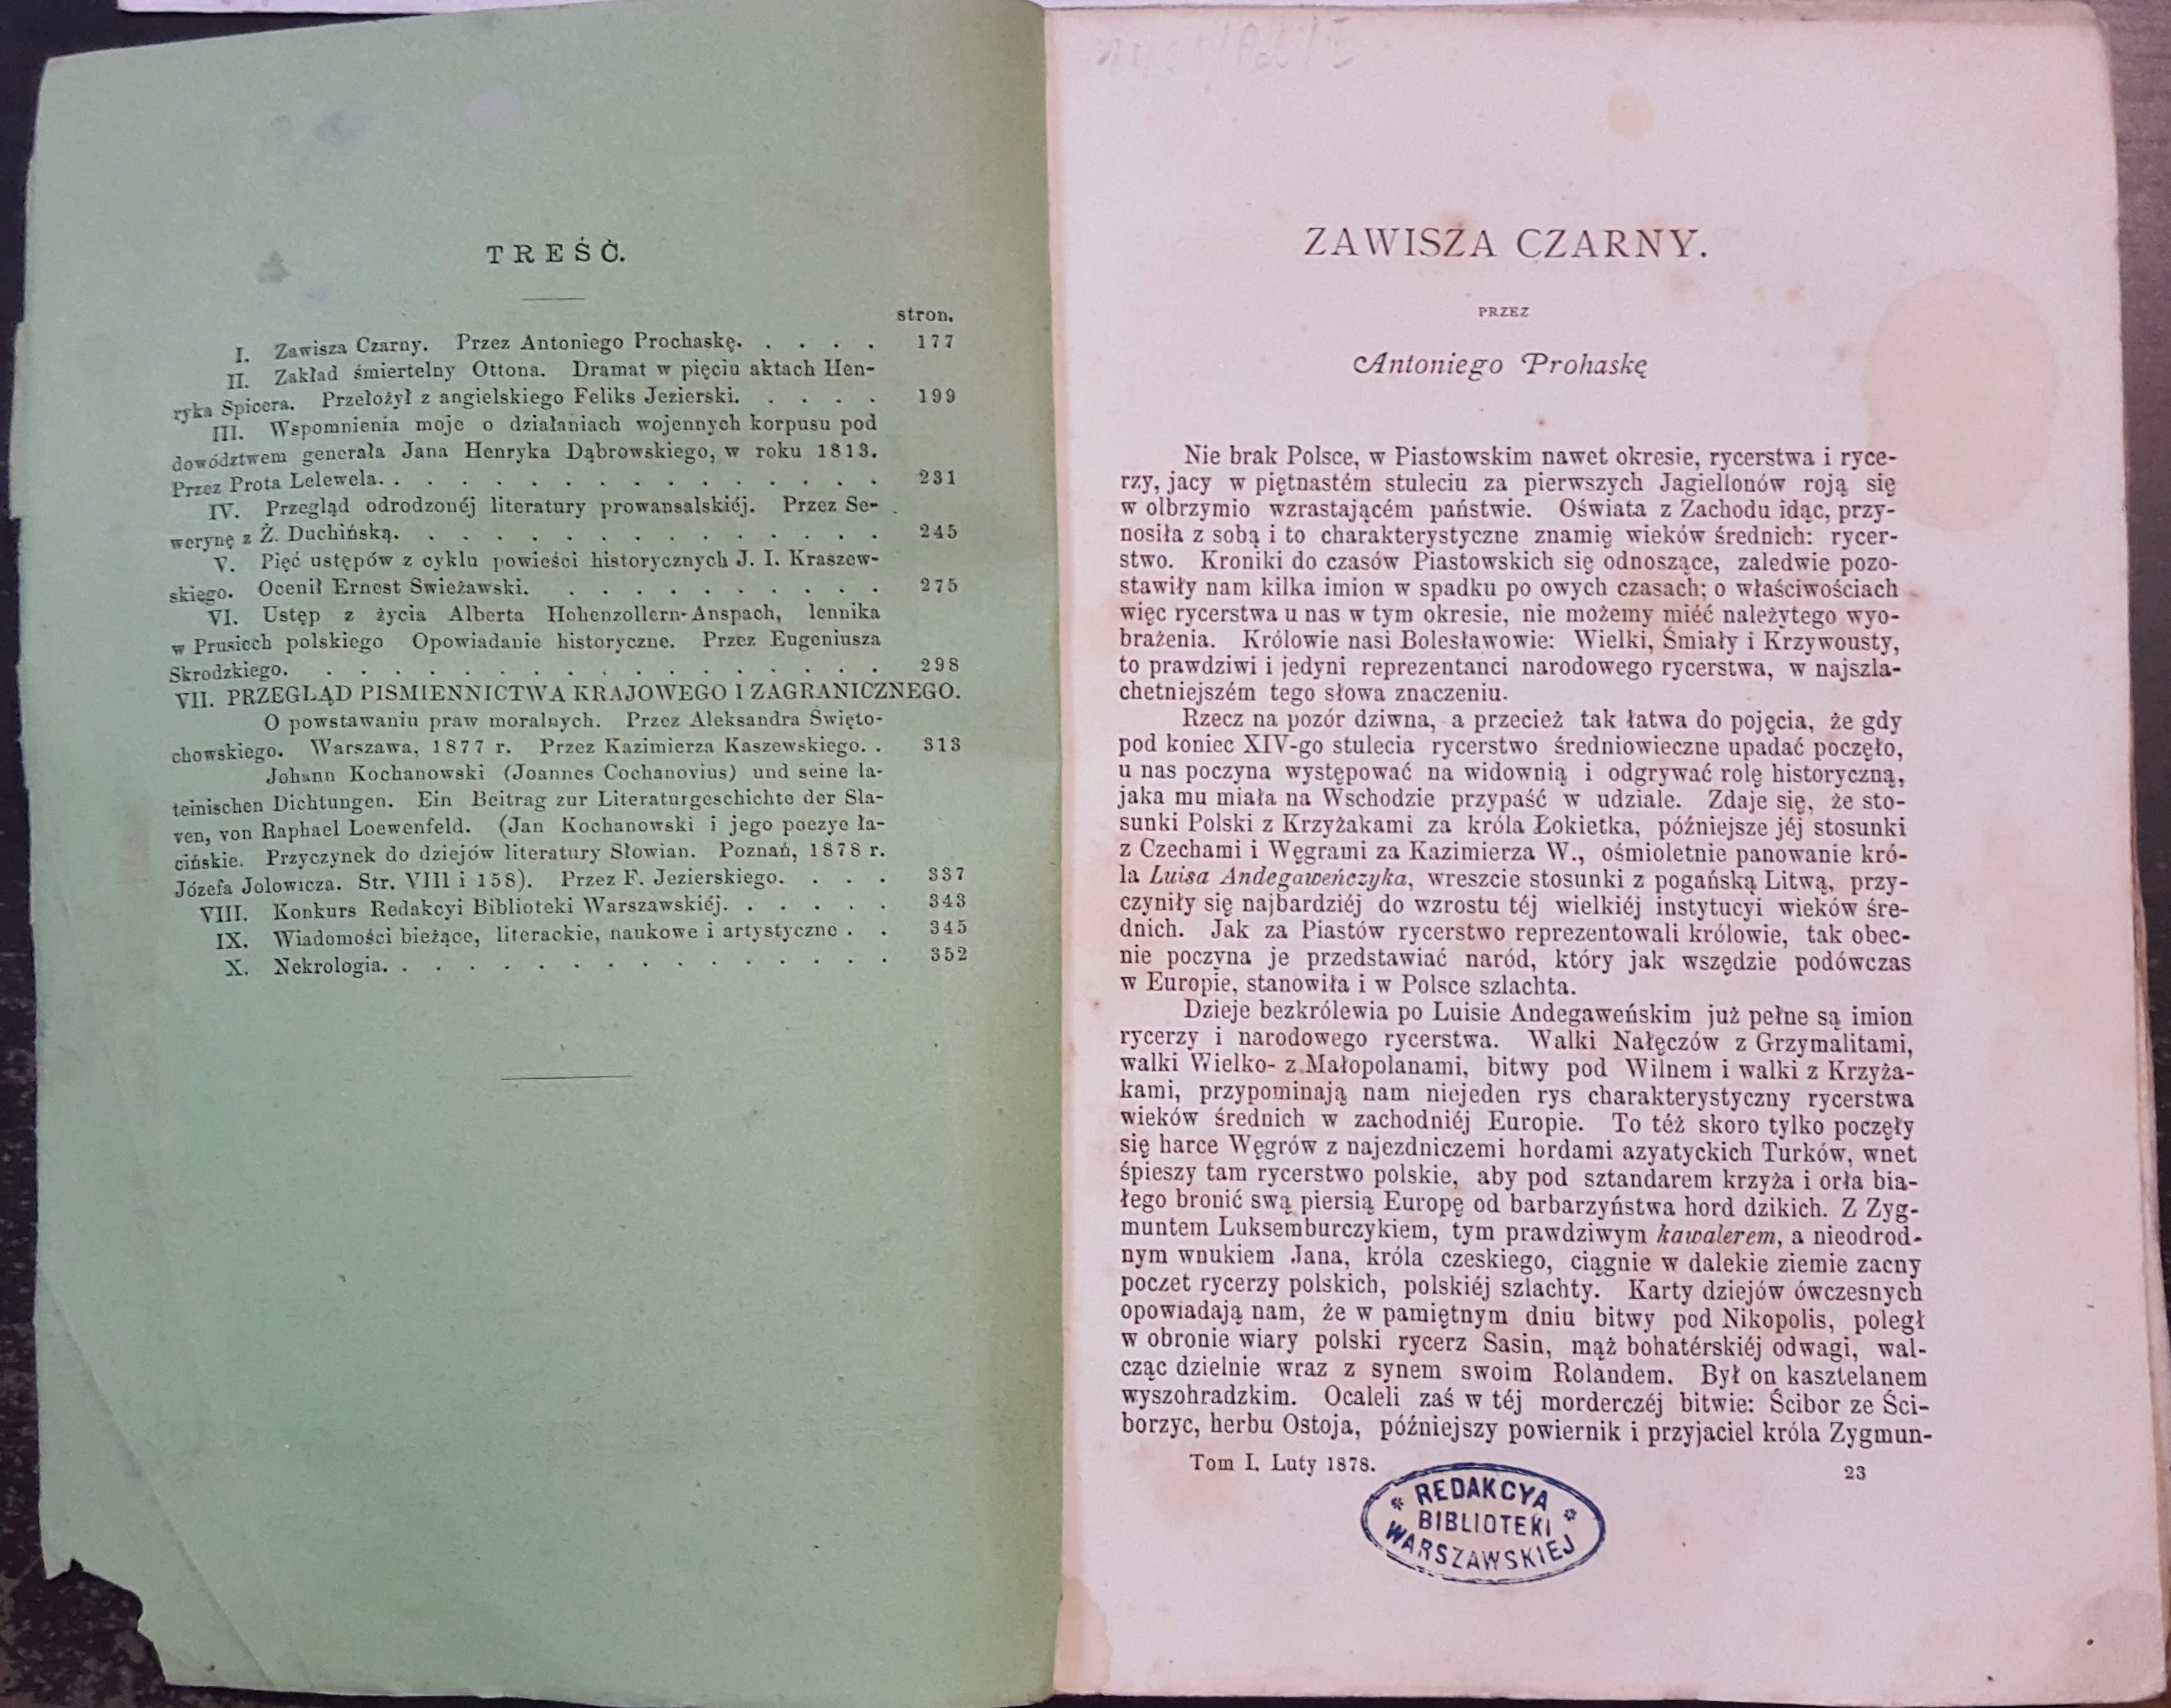 TREŚĆ.
stron.
I. Zawisza Czarny. Przez Antoniego Prochaskę. . . . . 177
II. Zakład śmiertelny Ottona. Dramat w pięciu aktach Hen-
ryka Spicera. Przełożył z angielskiego Feliks Jezierski. . . . . 199
III. Wspomnienia moje o działaniach wojennych korpusu pod
dowództwem generała Jana Henryka Dąbrowskiego, w roku 1813.
Przez Prota Lelewela. . . . . . . . . . . . . . 231
IV. Przegląd odrodzonéj literatury prowansalskiéj. Przez Se-
werynę z Ż. Duchińską. . . . . . . . . . . . . 245
V. Pięć ustępów z cyklu powieści historycznych J. I. Kraszew-
skiego. Ocenił Ernest Swieżawski. . . . . . . . . . 275
VI. Ustęp z życia Alberta Hohenzollern-Anspach, lennika
w Prusiech polskiego Opowiadanie historyczne. Przez Eugeniusza
Skrodzkiego. . . . . . . . . . . . . . . . 298
VII. PRZEGLĄD PISMIENNICTWA KRAJOWEGO I ZAGRANICZNEGO.
O powstawaniu praw moralnych. Przez Aleksandra Święto-
chowskiego. Warszawa, 1877 r. Przez Kazimierza Kaszewskiego. . 313
Johann Kochanowski (Joannes Cochanovius) und seine la-
teinischen Dichtungen. Ein Beitrag zur Literaturgeschichte der Sla-
ven, von Raphael Loewenfeld. (Jan Kochanowski i jego poezye ła-
cińskie. Przyczynek do dziejów literatury Słowian. Poznań, 1878 r.
Józefa Jolowicza. Str. VIII i 158). Przez F. Jezierskiego. . . . 337
VIII. Konkurs Redakcyi Biblioteki Warszawskiéj. . . . . . 343
IX. Wiadomości bieżące, literackie, naukowe i artystyczne . . 345
X. Nekrologia. . . . . . . . . . . . . . . 352
ZAWISZA CZARNY.
PRZEZ
Antoniego Prohaskę
Nie brak Polsce, w Piastowskim nawet okresie, rycerstwa i ryce-
rzy, jacy w piętnastém stuleciu za pierwszych Jagiellonów roją się
w olbrzymio wzrastającém państwie. Oświata z Zachodu idąc, przy-
nosiła z sobą i to charakterystyczne znamię wieków średnich: rycer-
stwo. Kroniki do czasów Piastowskich się odnoszące, zaledwie pozo-
stawiły nam kilka imion w spadku po owych czasach; o właściwościach
więc rycerstwa u nas w tym okresie, nie możemy miéć należytego wyo-
brażenia. Królowie nasi Bolesławowie: Wielki, Śmiały i Krzywousty,
to prawdziwi i jedyni reprezentanci narodowego rycerstwa, w najszla-
chetniejszém tego słowa znaczeniu.
Rzecz na pozór dziwna, a przecież tak łatwa do pojęcia, że gdy
pod koniec XIV-go stulecia rycerstwo średniowieczne upadać poczęło,
u nas poczyna występować na widownią i odgrywać rolę historyczną,
jaka mu miała na Wschodzie przypaść w udziale. Zdaje się, że sto-
sunki Polski z Krzyżakami za króla Łokietka, późniejsze jéj stosunki
z Czechami i Węgrami za Kazimierza W., ośmioletnie panowanie kró-
la Luisa Andegaweńczyka, wreszcie stosunki z pogańską Litwą, przy-
czyniły się najbardziéj do wzrostu téj wielkiéj instytucyi wieków śre-
dnich. Jak za Piastów rycerstwo reprezentowali królowie, tak obec-
nie poczyna je przedstawiać naród, który jak wszędzie podówczas
w Europie, stanowiła i w Polsce szlachta.
Dzieje bezkrólewia po Luisie Andegaweńskim już pełne są imion
rycerzy i narodowego rycerstwa. Walki Nałęczów z Grzymalitami,
walki Wielko- z Małopolanami, bitwy pod Wilnem i walki z Krzyża-
kami, przypominają nam niejeden rys charakterystyczny rycerstwa
wieków średnich w zachodniéj Europie. To téż skoro tylko poczęły
się harce Węgrów z najezdniczemi hordami azyatyckich Turków, wnet
śpieszy tam rycerstwo polskie, aby pod sztandarem krzyża i orła bia-
łego bronić swą piersią Europę od barbarzyństwa hord dzikich. Z Zyg-
muntem Luksemburczykiem, tym prawdziwym kawalerem, a nieodrod-
nym wnukiem Jana, króla czeskiego, ciągnie w dalekie ziemie zacny
poczet rycerzy polskich, polskiéj szlachty. Karty dziejów ówczesnych
opowiadają nam, że w pamiętnym dniu bitwy pod Nikopolis, poległ
w obronie wiary polski rycerz Sasin, mąż bohatérskiéj odwagi, wal-
cząc dzielnie wraz z synem swoim Rolandem. Był on kasztelanem
wyszohradzkim. Ocaleli zaś w téj morderczéj bitwie: Ścibor ze Ści-
borzyc, herbu Ostoja, późniejszy powiernik i przyjaciel króla Zygmun-
Tom I. Luty 1878. 23
REDAKCYA
BIBLIOTEKI
WARSZAWSKIEJ